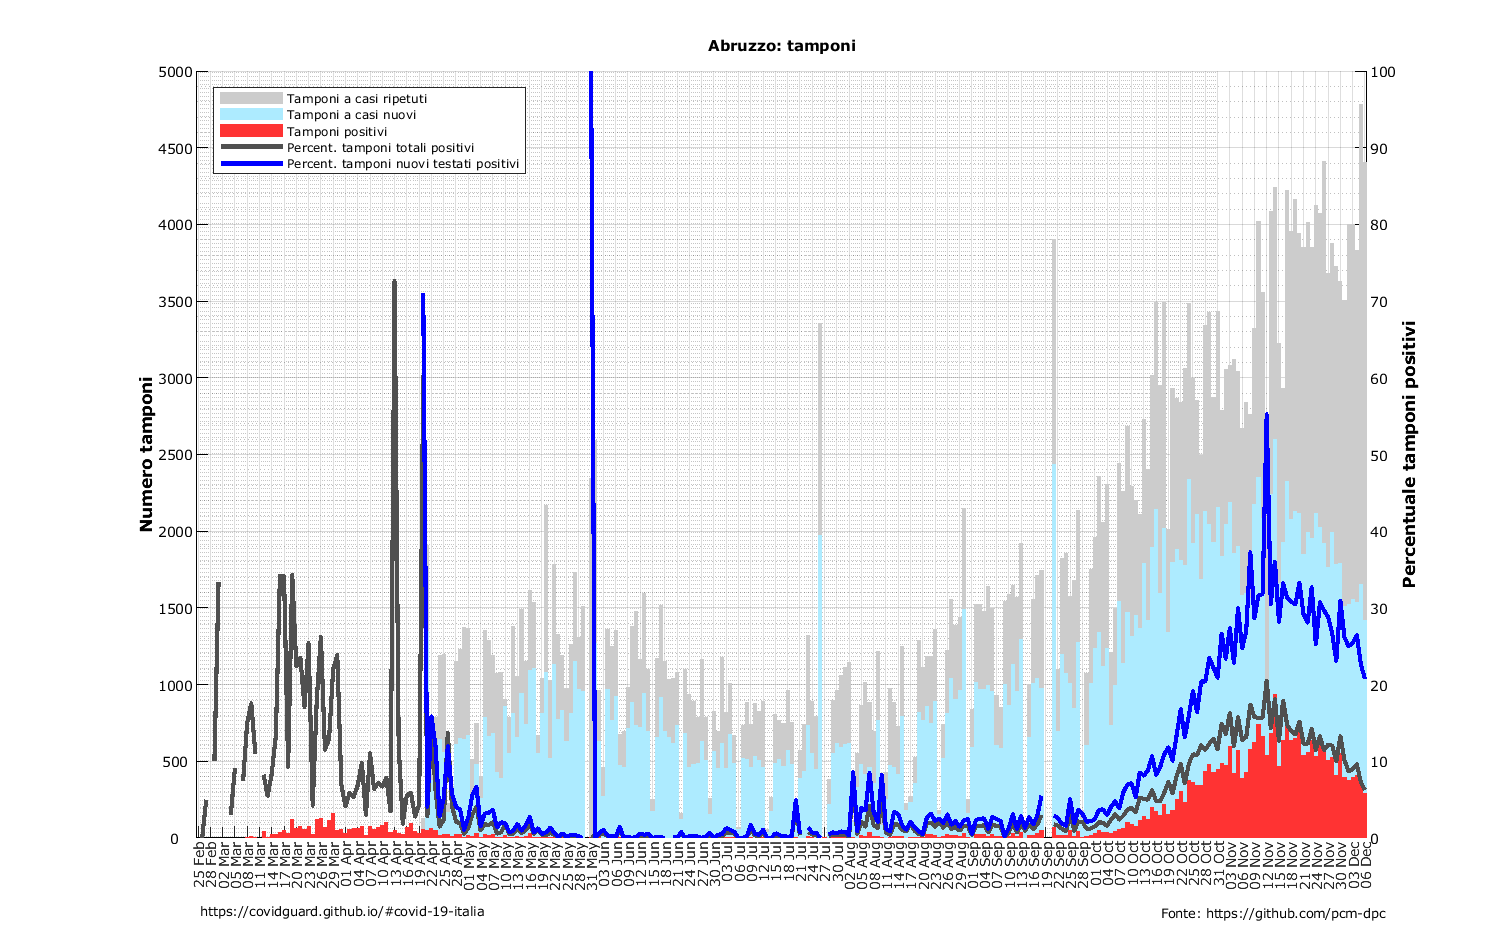 Abruzzo: tamponi
Tamponi a casi ripetuti
Tamponi a casi nuovi
Tamponi positivi
Percent. tamponi totali positivi
Percent. tamponi nuovi testati positivi
Numero tamponi
5000
4500
4000
3500
3000
2500
2000
1500
1000
500
0
100
90
80
70
60
50
40
30
20
10
0
Percentuale tamponi positivi
25 Feb
28 Feb
02 Mar
05 Mar
08 Mar
11 Mar
14 Mar
17 Mar
20 Mar
23 Mar
26 Mar
29 Mar
01 Apr
04 Apr
07 Apr
10 Apr
13 Apr
16 Apr
19 Apr
22 Apr
25 Apr
28 Apr
01 May
04 May
07 May
10 May
13 May
16 May
19 May
22 May
25 May
28 May
31 May
03 Jun
06 Jun
09 Jun
12 Jun
15 Jun
18 Jun
21 Jun
24 Jun
27 Jun
30 Jun
03 Jul
06 Jul
09 Jul
12 Jul
15 Jul
18 Jul
21 Jul
24 Jul
27 Jul
30 Jul
02 Aug
05 Aug
08 Aug
11 Aug
14 Aug
17 Aug
20 Aug
23 Aug
26 Aug
29 Aug
01 Sep
04 Sep
07 Sep
10 Sep
13 Sep
16 Sep
19 Sep
22 Sep
25 Sep
28 Sep
01 Oct
04 Oct
07 Oct
10 Oct
13 Oct
16 Oct
19 Oct
22 Oct
25 Oct
28 Oct
31 Oct
03 Nov
06 Nov
09 Nov
12 Nov
15 Nov
18 Nov
21 Nov
24 Nov
27 Nov
30 Nov
03 Dec
06 Dec
https://covidguard.github.io/#covid-19-italia
Fonte: https://github.com/pcm-dpc